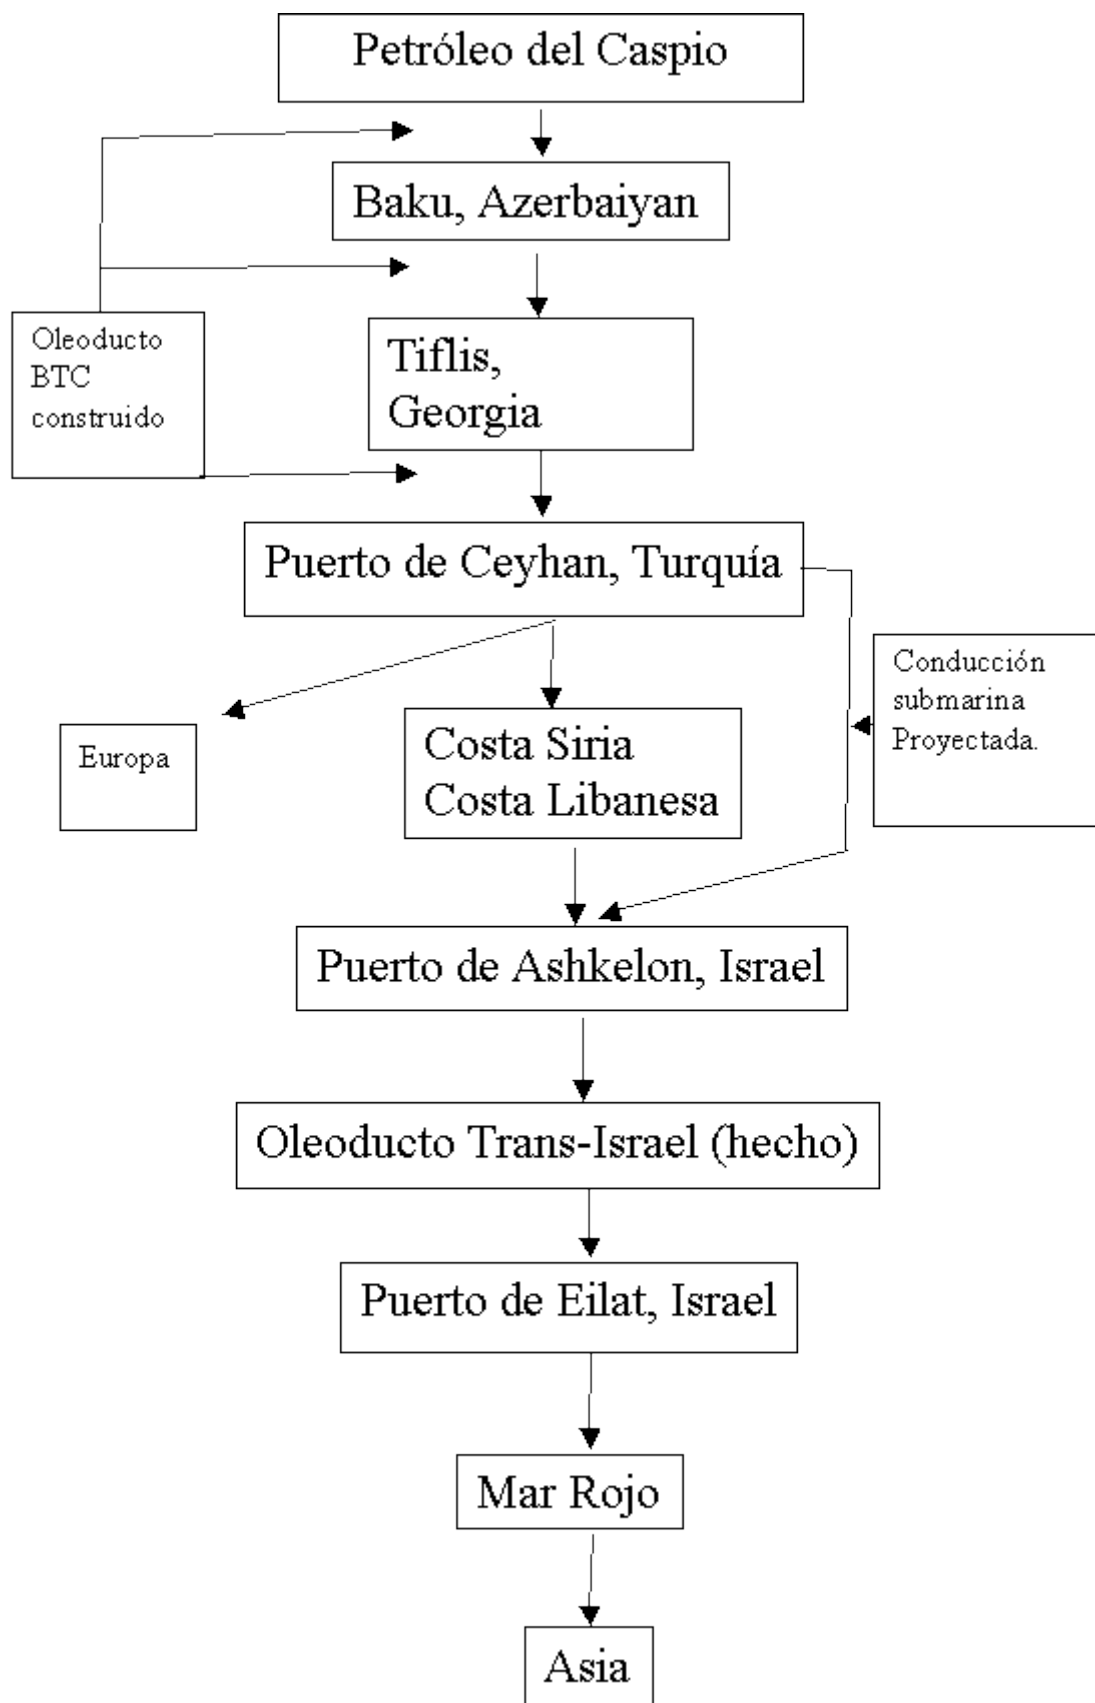 Petróleo del Caspio
Baku, Azerbaiyan
Oleoducto
BTC
construido
Tiflis,
Georgia
Puerto de Ceyhan, Turquía
Conducción
submarina
Proyectada.
Europa
Costa Siria
Costa Libanesa
Puerto de Ashkelon, Israel
Oleoducto Trans-Israel (hecho)
Puerto de Eilat, Israel
Mar Rojo
Asia